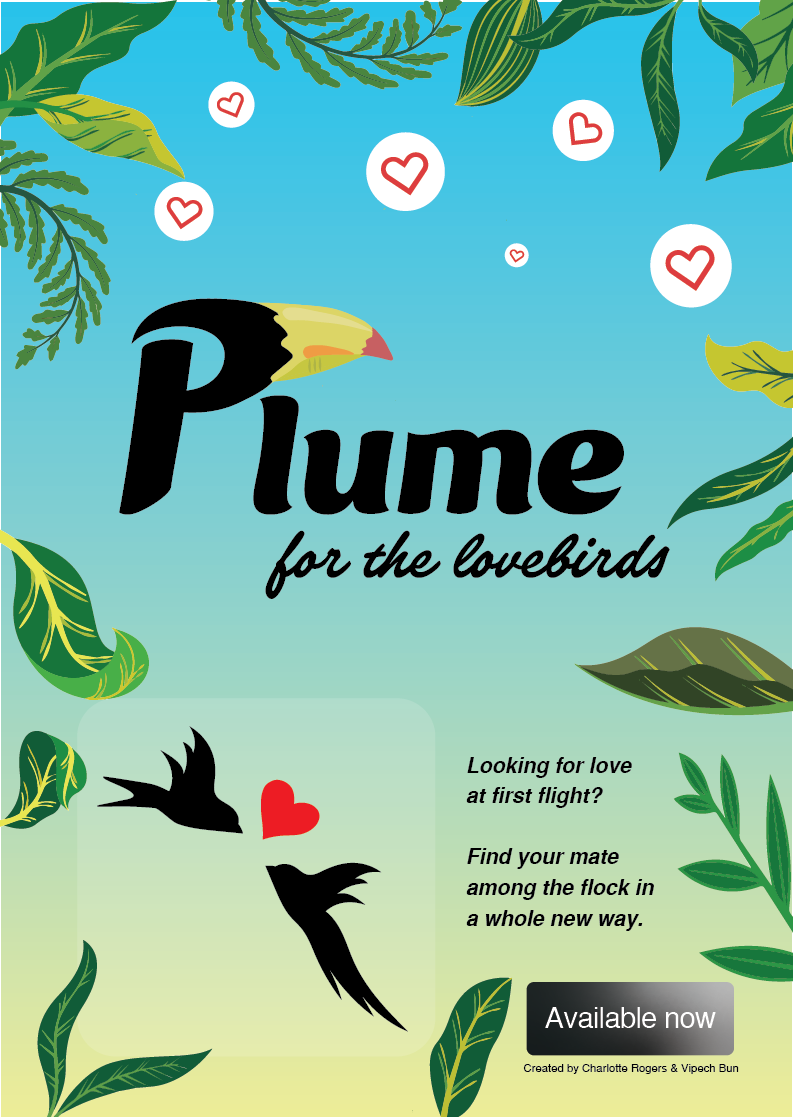 Plume
for the lovebirds
Looking for love
at first flight?
Find your mate
among the flock in
a whole new way.
Available now
Created by Charlotte Rogers & Vipech Bun